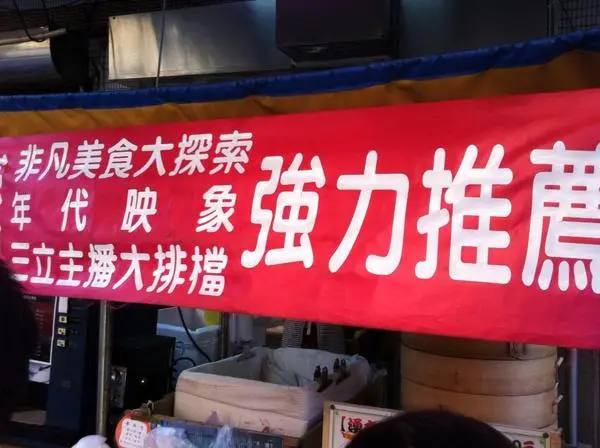 非凡美食大探索
年代映象
三立主播大排檔
強力推薦